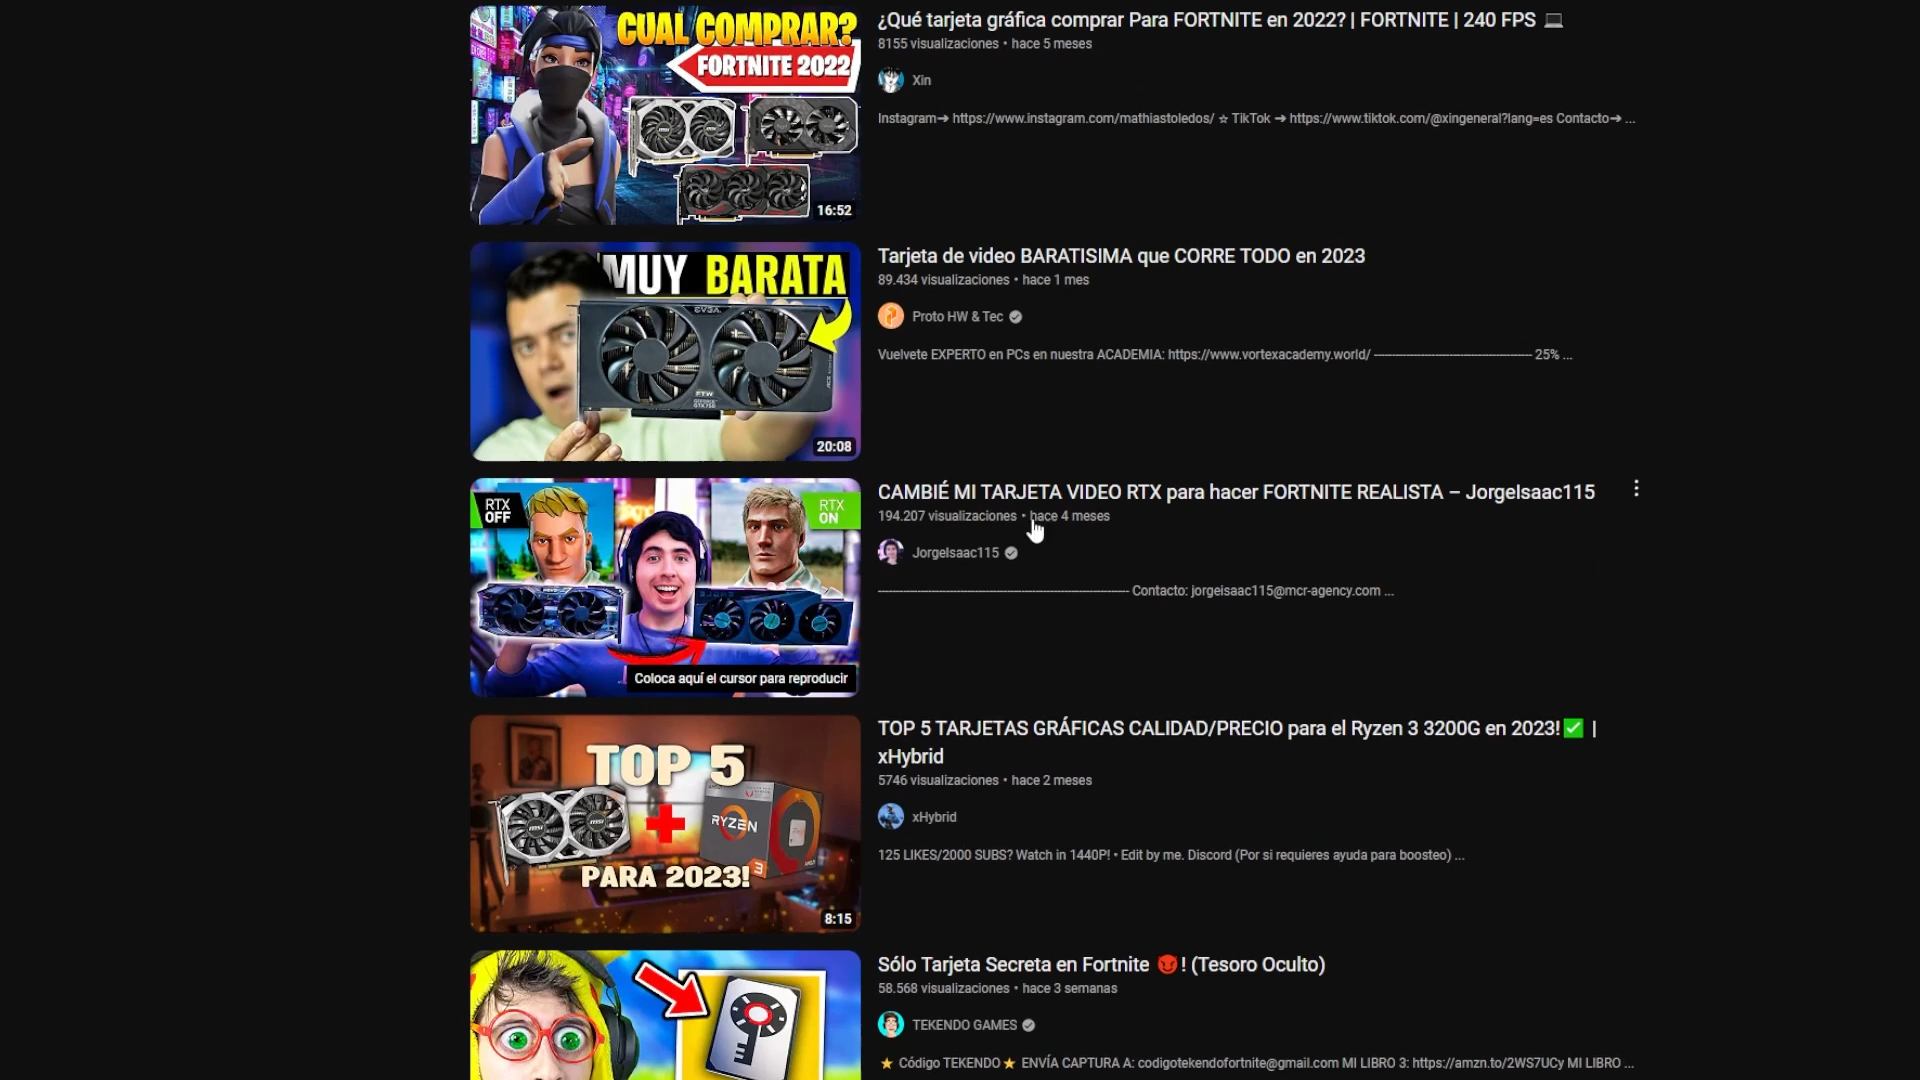 CUAL COMPRAR?
FORTNITE 2022
16:52
¿Qué tarjeta gráfica comprar Para FORTNITE en 2022? | FORTNITE | 240 FPS 💻
8155 visualizaciones • hace 5 meses
Xin
Instagram➔ https://www.instagram.com/mathiastoledos/ ☆ TikTok ➔ https://www.tiktok.com/@xingeneral?lang=es Contacto➔ ...
MUY BARATA
EVGA
FTW
20:08
Tarjeta de video BARATISIMA que CORRE TODO en 2023
89.434 visualizaciones • hace 1 mes
Proto HW & Tec
Vuelvete EXPERTO en PCs en nuestra ACADEMIA: https://www.vortexacademy.world/ ---------------------------------------- 25% ...
RTX OFF
RTX ON
Coloca aquí el cursor para reproducir
CAMBIÉ MI TARJETA VIDEO RTX para hacer FORTNITE REALISTA – JorgeIsaac115
194.207 visualizaciones • hace 4 meses
JorgeIsaac115
---------------------------------------------------------------- Contacto: jorgeisaac115@mcr-agency.com ...
TOP 5
RYZEN
3
PARA 2023!
8:15
TOP 5 TARJETAS GRÁFICAS CALIDAD/PRECIO para el Ryzen 3 3200G en 2023!✅ |
xHybrid
5746 visualizaciones • hace 2 meses
xHybrid
125 LIKES/2000 SUBS? Watch in 1440P! • Edit by me. Discord (Por si requieres ayuda para boosteo) ...
Sólo Tarjeta Secreta en Fortnite 😈! (Tesoro Oculto)
58.568 visualizaciones • hace 3 semanas
TEKENDO GAMES
⭐ Código TEKENDO⭐ ENVÍA CAPTURA A: codigotekendofortnite@gmail.com MI LIBRO 3: https://amzn.to/2WS7UCy MI LIBRO ...